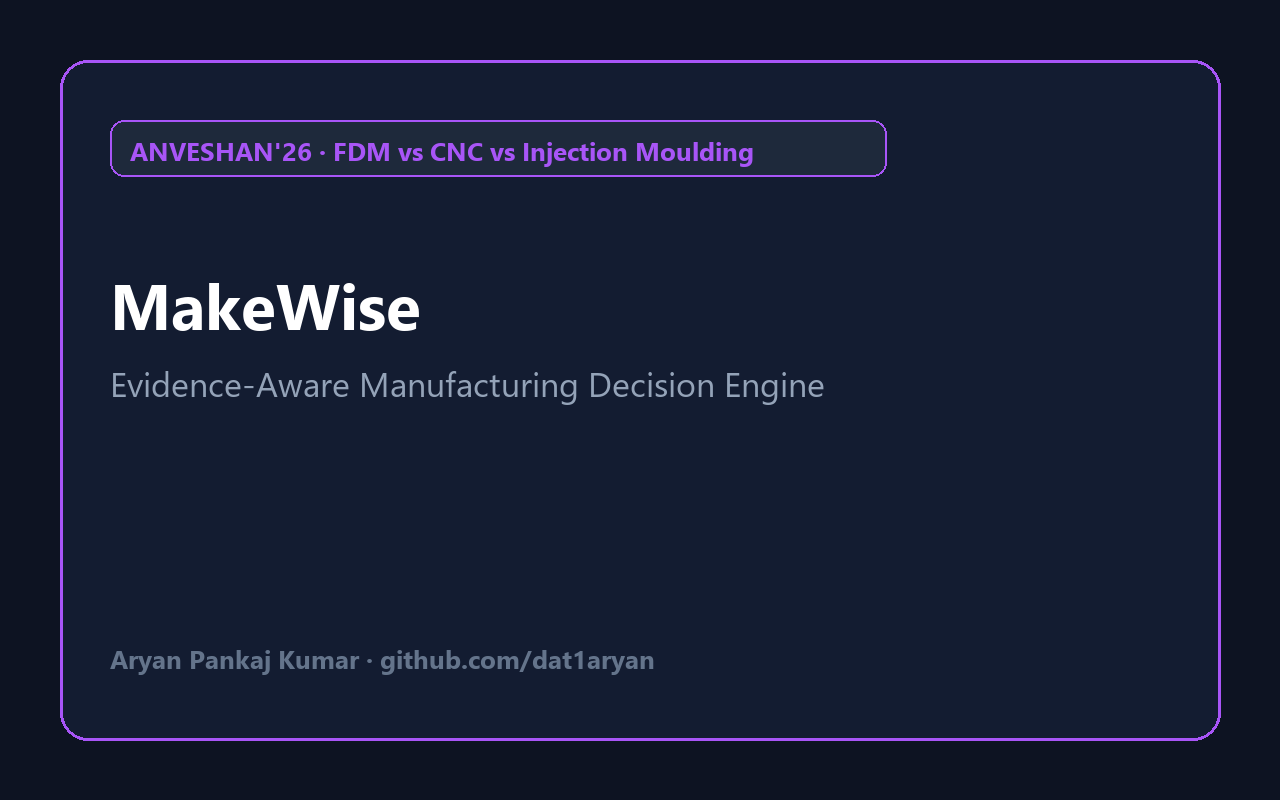 ANVESHAN'26 · FDM vs CNC vs Injection Moulding
MakeWise
Evidence-Aware Manufacturing Decision Engine
Aryan Pankaj Kumar · github.com/dat1aryan